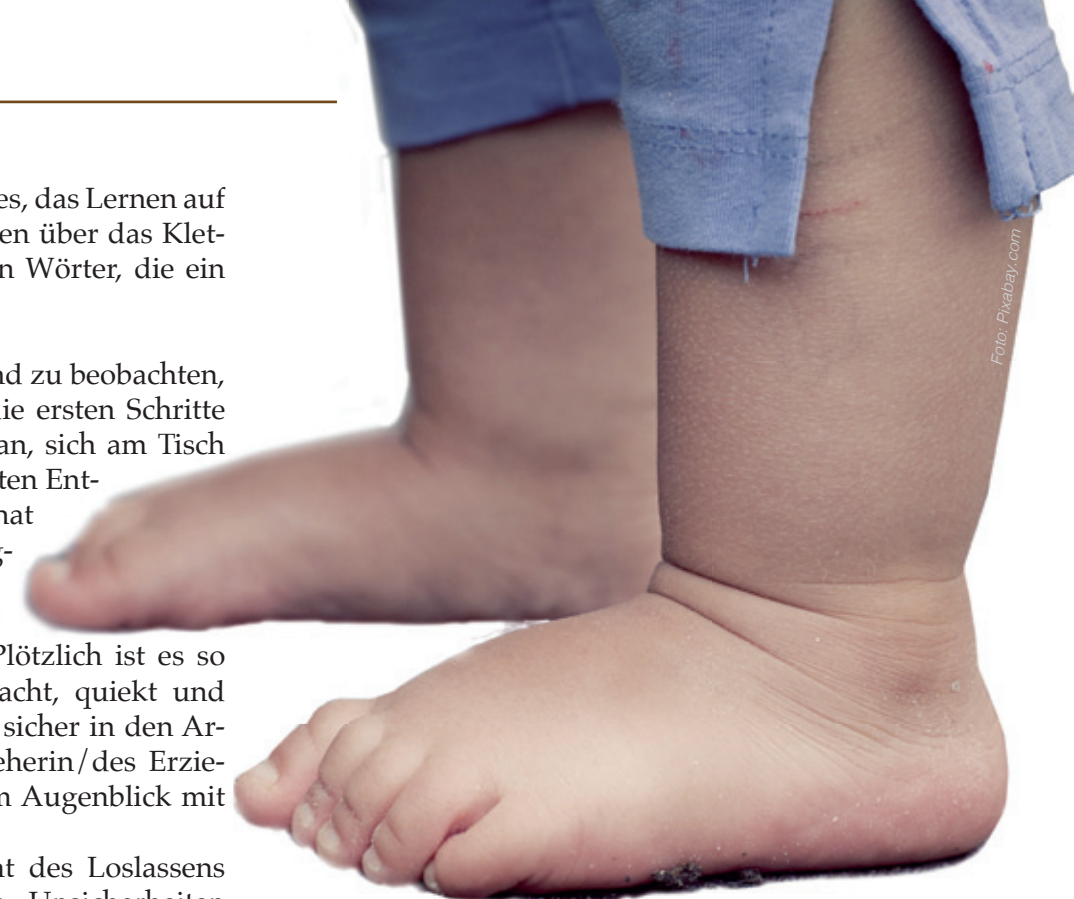 es, das Lernen auf
en über das Klet-
n Wörter, die ein
nd zu beobachten,
ie ersten Schritte
an, sich am Tisch
ten Ent-
hat
g-
Plötzlich ist es so
acht, quiekt und
sicher in den Ar-
eherin/des Erzie-
m Augenblick mit
nt des Loslassens
Unsicherheiten
Foto: Pixabay.com